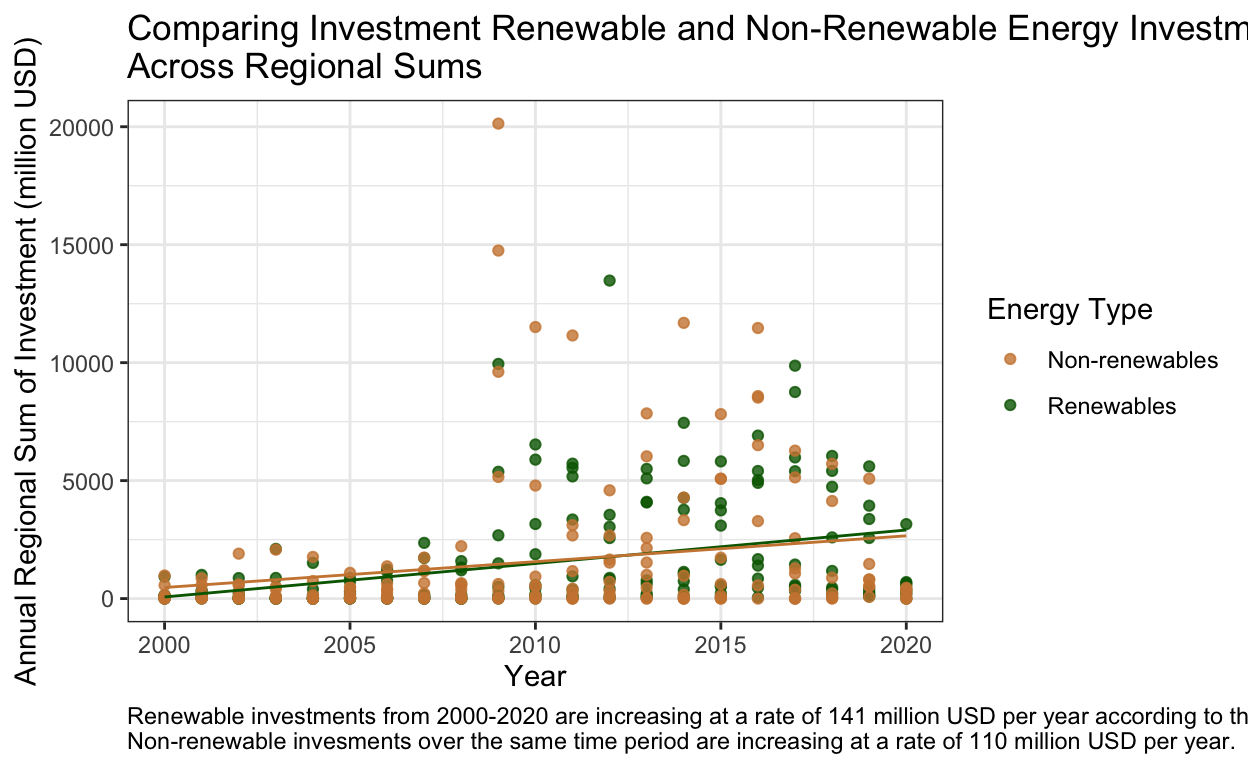 Comparing Investment Renewable and Non-Renewable Energy
Across Regional Sums
Annual Regional Sum of Investment (million USD)
20000
15000
10000
5000
0
2000 2005 2010 2015 2020
Year
Energy Type
Non-renewables
Renewables
Renewable investments from 2000-2020 are increasing at a rate of 141 million USD per year according to
Non-renewable invesments over the same time period are increasing at a rate of 110 million USD per year.